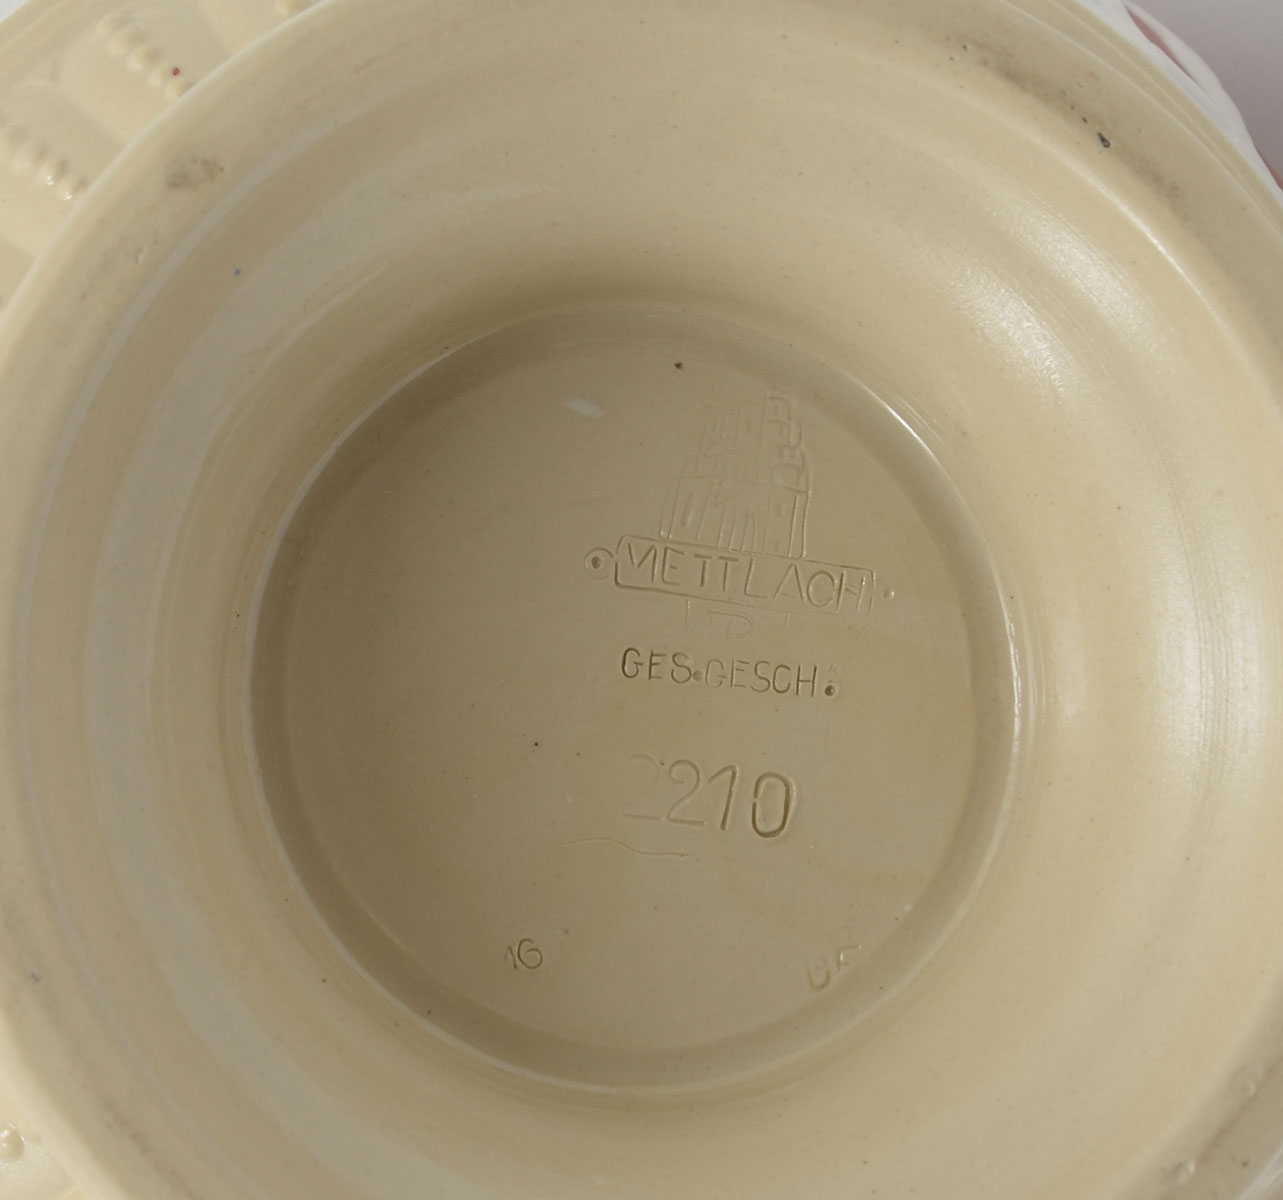 METTLACH
GES.GESCH.
2210
16